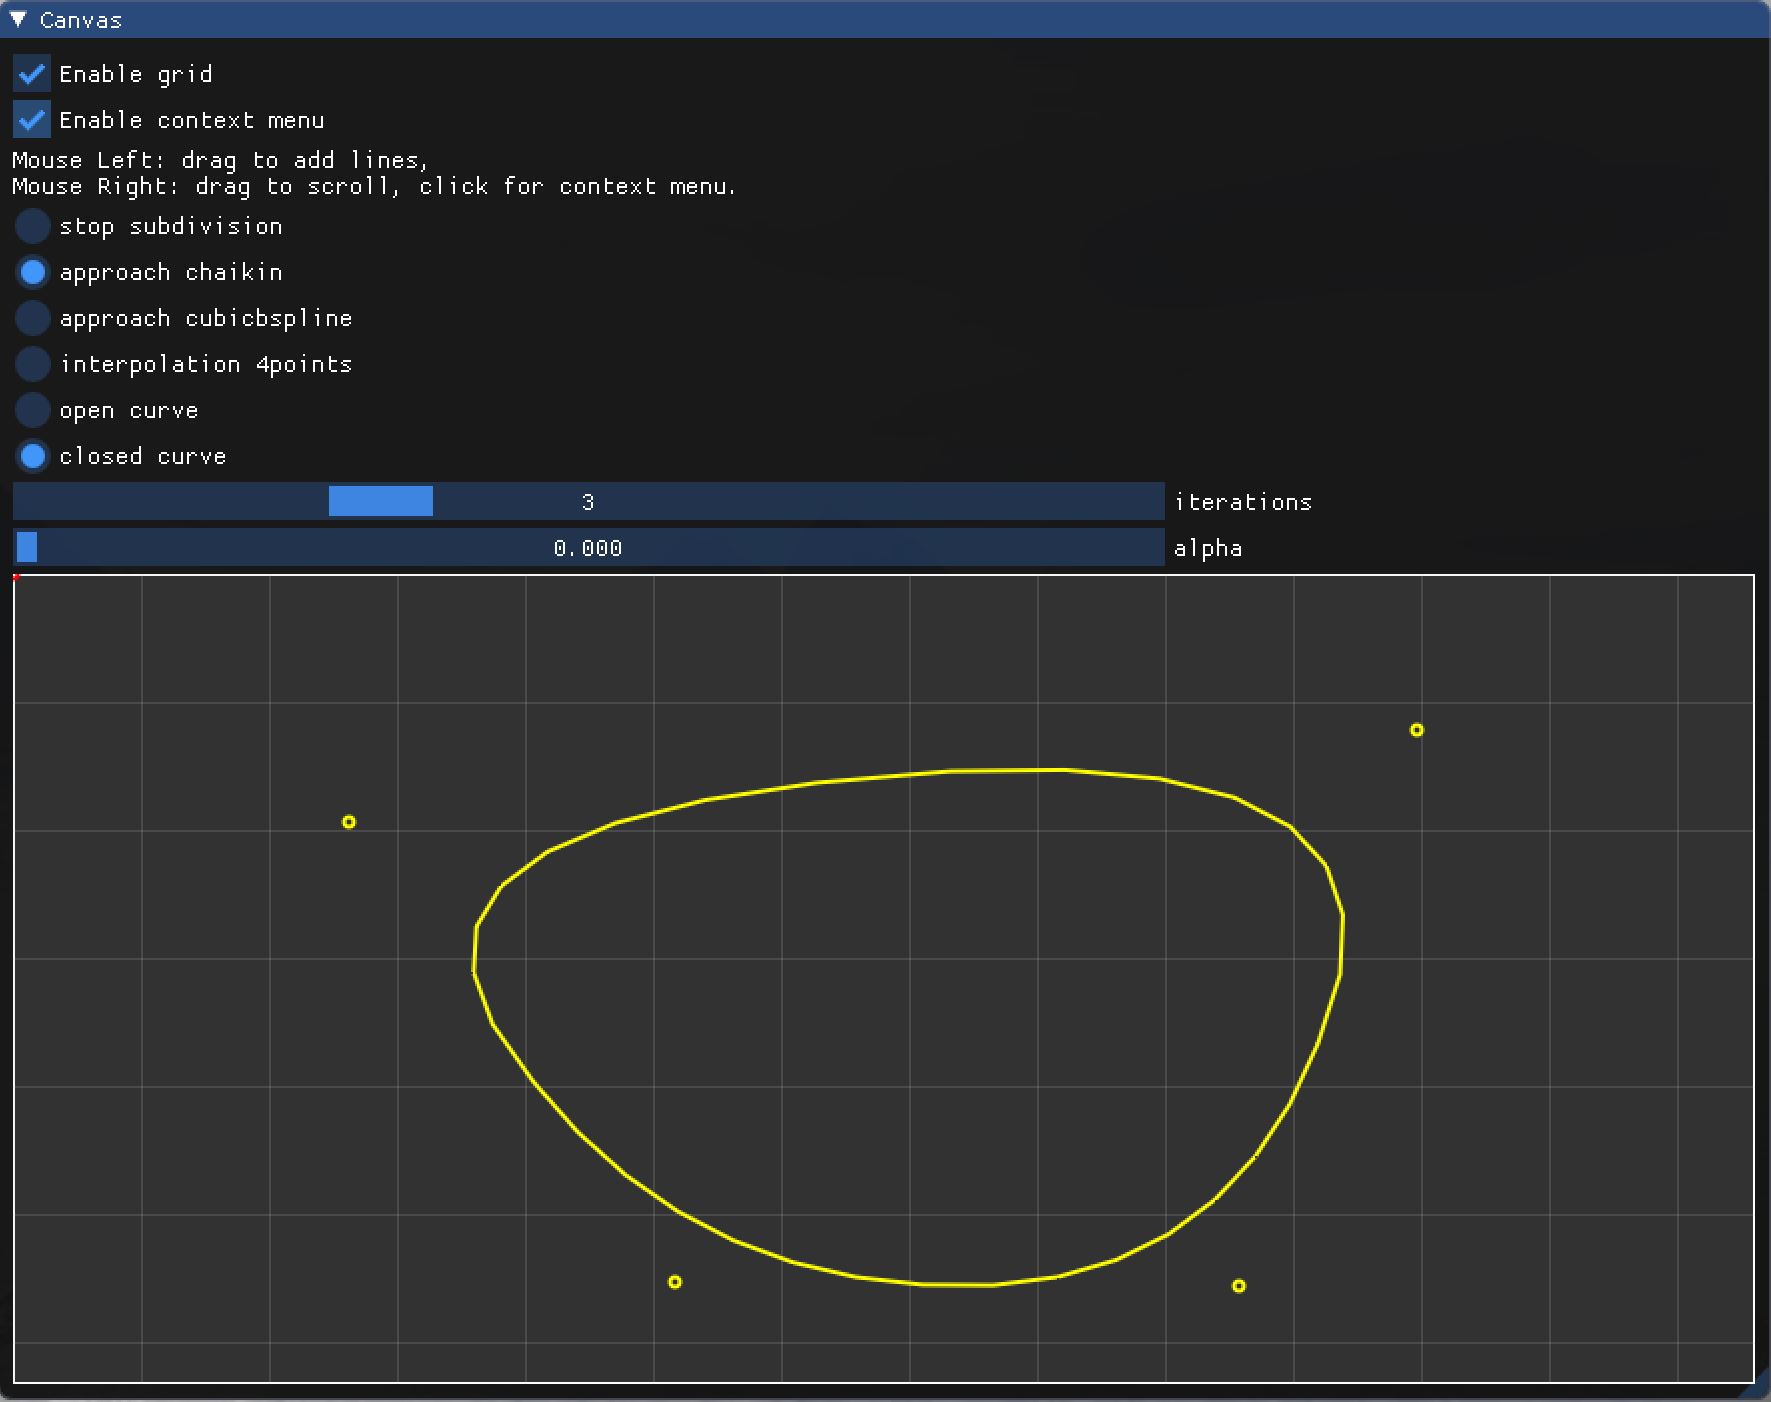 Canvas
Enable grid
Enable context menu
Mouse Left: drag to add lines,
Mouse Right: drag to scroll, click for context menu.
stop subdivision
approach chaikin
approach cubicbspline
interpolation 4points
open curve
closed curve
3 iterations
0.000 alpha